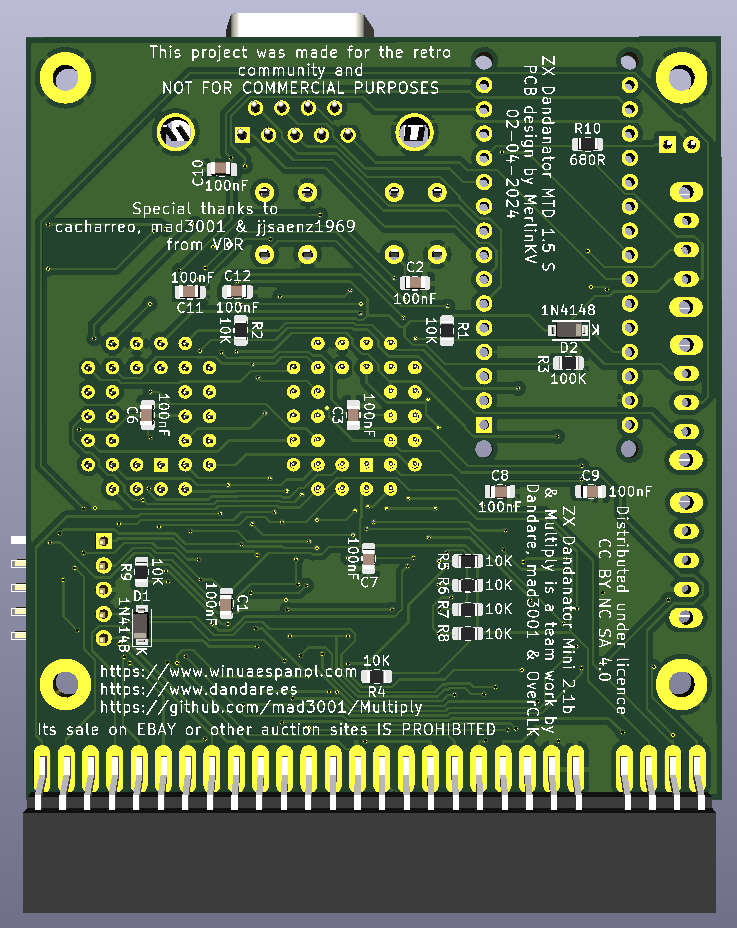 This project was made for the retro
community and
NOT FOR COMMERCIAL PURPOSES
ZX Dandanator MTD 1.5 S
PCB design by MerlinKV
02-04-2024
R10
680R
C10
100nF
Special thanks to
cacharreo, mad3001 & jjsaenz1969
from VDR
100nF
C11
C12
100nF
C2
100nF
10K
R2
10K
R1
1N4148
K
D2
R3
100K
C6
100nF
C3
100nF
C8
100nF
C9
100nF
ZX Dandanator Mini 2.1b
& Multiply is a team work by
Dandare, mad3001 & OverCLK
Distributed under licence
CC BY NC SA 4.0
100nF
C7
R9
10K
D1
1N4148
K
100nF
C1
R5
10K
R6
10K
R7
10K
R8
10K
10K
R4
https://www.winuaespanol.com
https://www.dandare.es
https://github.com/mad3001/Multiply
Its sale on EBAY or other auction sites IS PROHIBITED